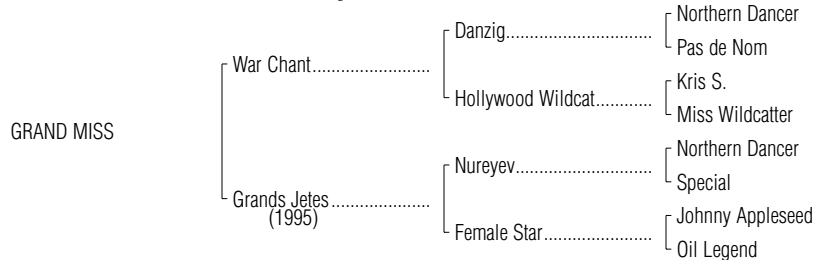 Northern Dancer
Danzig
Pas de Nom
War Chant
Kris S.
Hollywood Wildcat
Miss Wildcatter
GRAND MISS
Northern Dancer
Nureyev
Special
Grands Jetes
(1995)
Johnny Appleseed
Female Star
Oil Legend